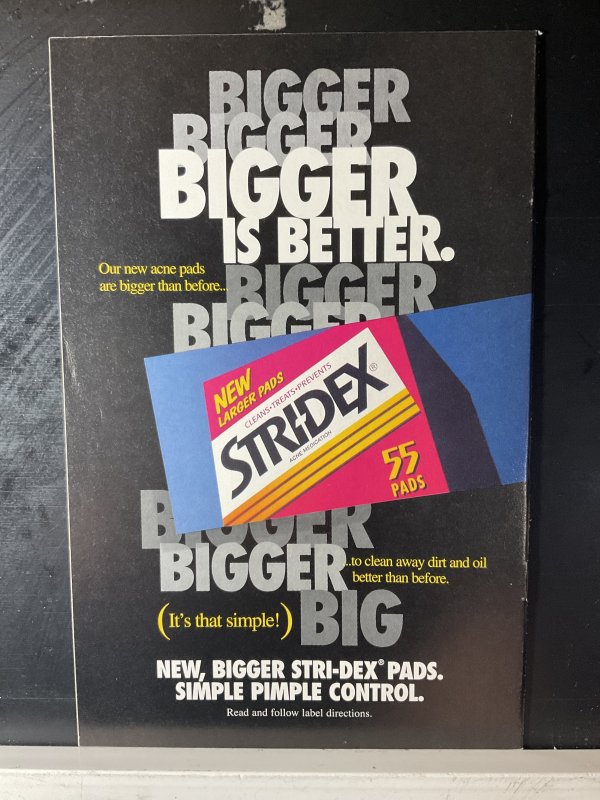 BIGGER
BIGGER
BIGGER
IS BETTER.
Our new acne pads
are bigger than before...
BIGGER
BIGGER
NEW
LARGER PADS
CLEANS•TREATS•PREVENTS
STRI-DEX®
ACNE MEDICATION
55
PADS
BIGGER
BIGGER
...to clean away dirt and oil
better than before.
(It's that simple!)
BIG
NEW, BIGGER STRI-DEX® PADS.
SIMPLE PIMPLE CONTROL.
Read and follow label directions.